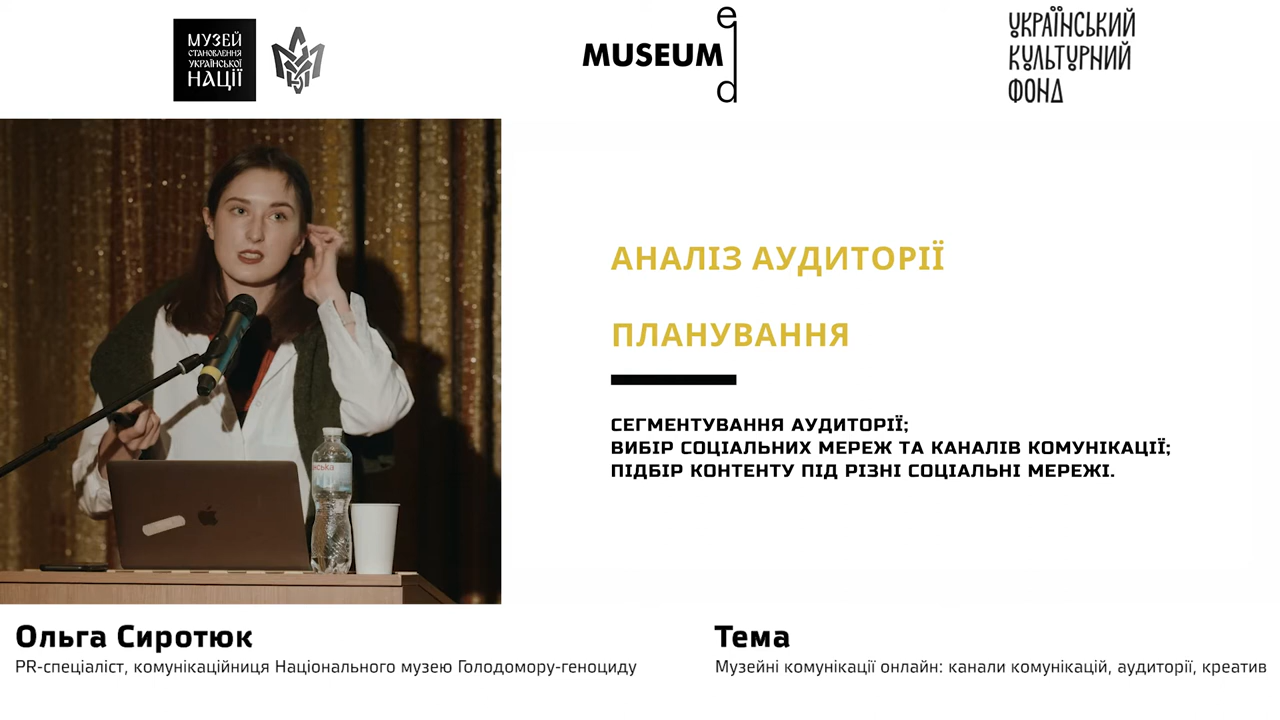 МУЗЕЙ
СТАНОВЛЕННЯ
УКРАЇНСЬКОЇ
НАЦІЇ
MUSEUM
ed
УКРАЇНСЬКИЙ
КУЛЬТУРНИЙ
ФОНД
АНАЛІЗ АУДИТОРІЇ
ПЛАНУВАННЯ
СЕГМЕНТУВАННЯ АУДИТОРІЇ;
ВИБІР СОЦІАЛЬНИХ МЕРЕЖ ТА КАНАЛІВ КОМУНІКАЦІЇ;
ПІДБІР КОНТЕНТУ ПІД РІЗНІ СОЦІАЛЬНІ МЕРЕЖІ.
Ольга Сиротюк
PR-спеціаліст, комунікаційниця Національного музею Голодомору-геноциду
Тема
Музейні комунікації онлайн: канали комунікацій, аудиторії, креатив